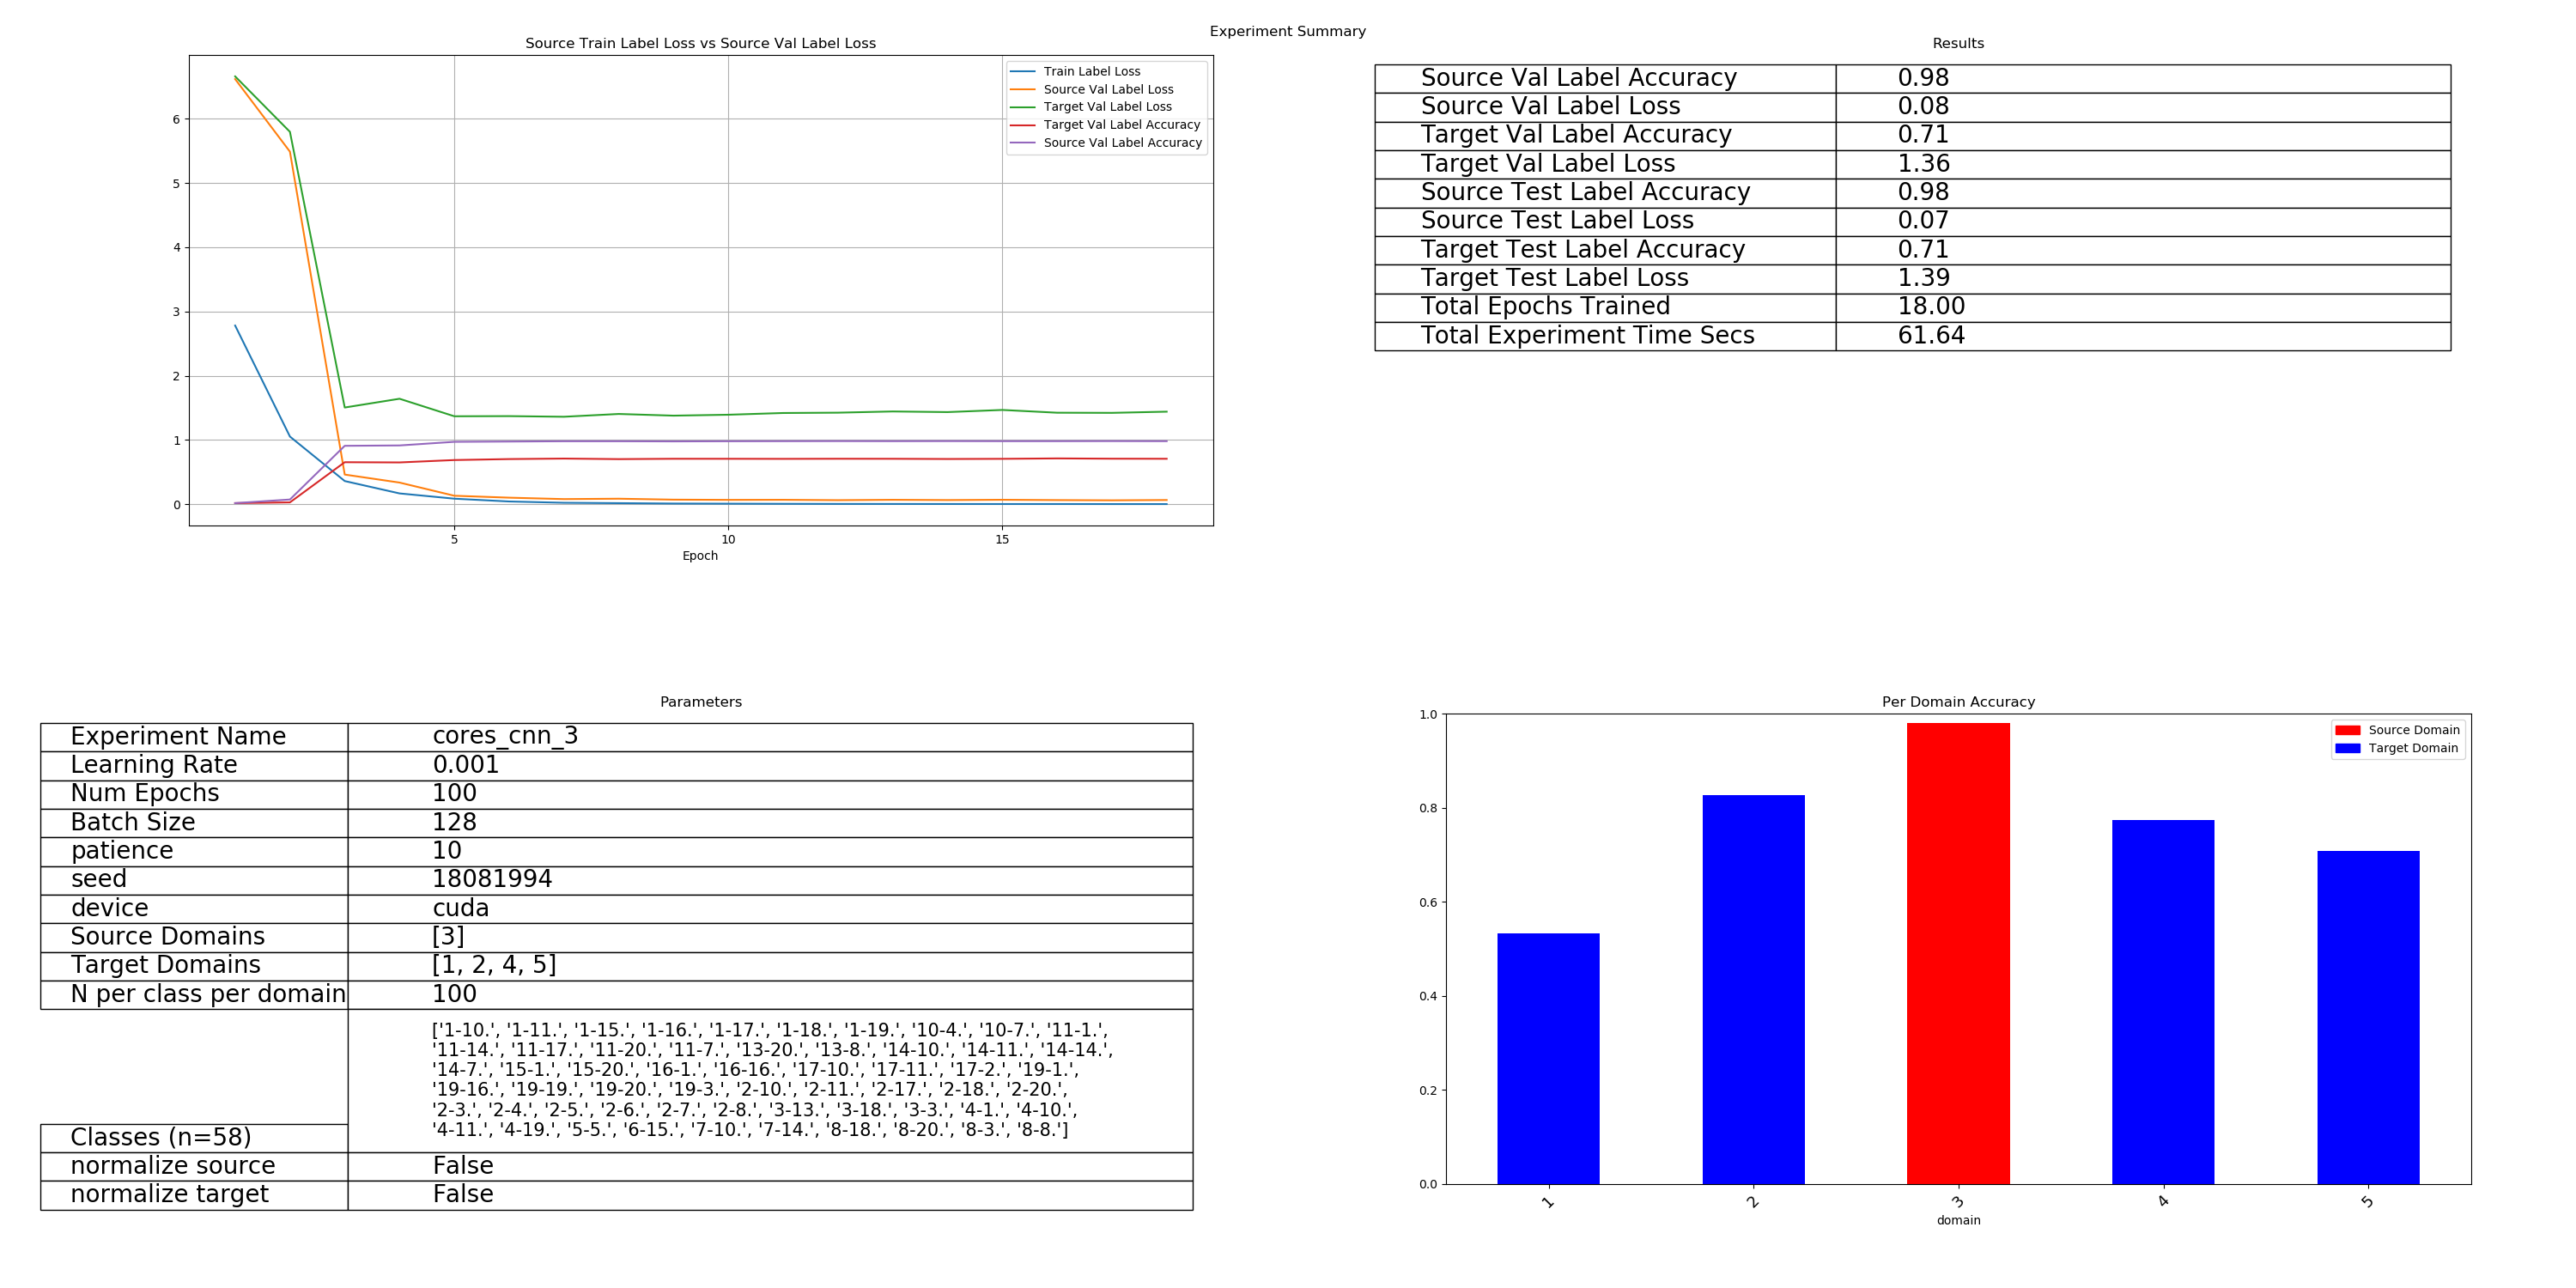 Experiment Summary
Source Train Label Loss vs Source Val Label Loss
Train Label Loss
Source Val Label Loss
Target Val Label Loss
Target Val Label Accuracy
Source Val Label Accuracy
6
5
4
3
2
1
0
5 10 15
Epoch
Results
Source Val Label Accuracy 0.98
Source Val Label Loss 0.08
Target Val Label Accuracy 0.71
Target Val Label Loss 1.36
Source Test Label Accuracy 0.98
Source Test Label Loss 0.07
Target Test Label Accuracy 0.71
Target Test Label Loss 1.39
Total Epochs Trained 18.00
Total Experiment Time Secs 61.64
Parameters
Experiment Name cores_cnn_3
Learning Rate 0.001
Num Epochs 100
Batch Size 128
patience 10
seed 18081994
device cuda
Source Domains [3]
Target Domains [1, 2, 4, 5]
N per class per domain 100
['1-10.', '1-11.', '1-15.', '1-16.', '1-17.', '1-18.', '1-19.', '10-4.', '10-7.', '11-1.',
'11-14.', '11-17.', '11-20.', '11-7.', '13-20.', '13-8.', '14-10.', '14-11.', '14-14.',
'14-7.', '15-1.', '15-20.', '16-1.', '16-16.', '17-10.', '17-11.', '17-2.', '19-1.',
'19-16.', '19-19.', '19-20.', '19-3.', '2-10.', '2-11.', '2-17.', '2-18.', '2-20.',
'2-3.', '2-4.', '2-5.', '2-6.', '2-7.', '2-8.', '3-13.', '3-18.', '3-3.', '4-1.', '4-10.',
'4-11.', '4-19.', '5-5.', '6-15.', '7-10.', '7-14.', '8-18.', '8-20.', '8-3.', '8-8.']
Classes (n=58)
normalize source False
normalize target False
Per Domain Accuracy
Source Domain
Target Domain
1.0
0.8
0.6
0.4
0.2
0.0
1 2 3 4 5
domain